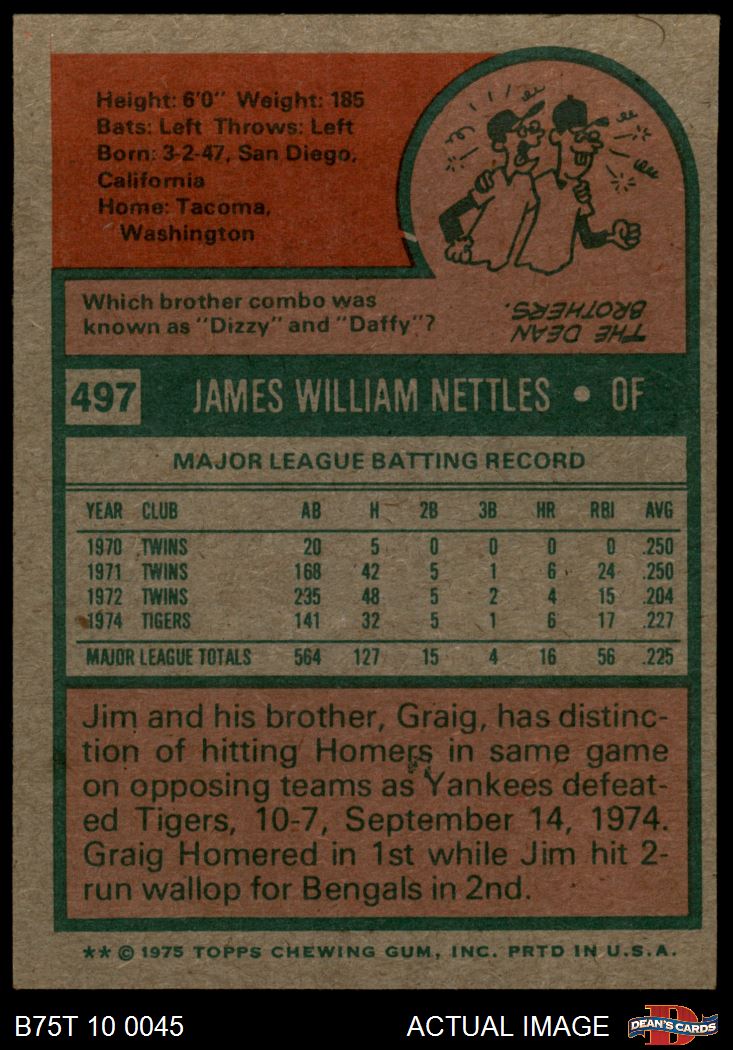 Height: 6'0" Weight: 185
Bats: Left Throws: Left
Born: 3-2-47, San Diego,
California
Home: Tacoma,
Washington
Which brother combo was
known as "Dizzy" and "Daffy"?
THE DEAN
BROTHERS.
497 JAMES WILLIAM NETTLES • OF
MAJOR LEAGUE BATTING RECORD
YEAR CLUB AB H 2B 3B HR RBI AVG
1970 TWINS 20 5 0 0 0 0 .250
1971 TWINS 168 42 5 1 6 24 .250
1972 TWINS 235 48 5 2 4 15 .204
1974 TIGERS 141 32 5 1 6 17 .227
MAJOR LEAGUE TOTALS 564 127 15 4 16 56 .225
Jim and his brother, Graig, has distinc-
tion of hitting Homers in same game
on opposing teams as Yankees defeat-
ed Tigers, 10-7, September 14, 1974.
Graig Homered in 1st while Jim hit 2-
run wallop for Bengals in 2nd.
** © 1975 TOPPS CHEWING GUM, INC. PRTD IN U.S.A.
B75T 10 0045 ACTUAL IMAGE D DEAN'S CARDS